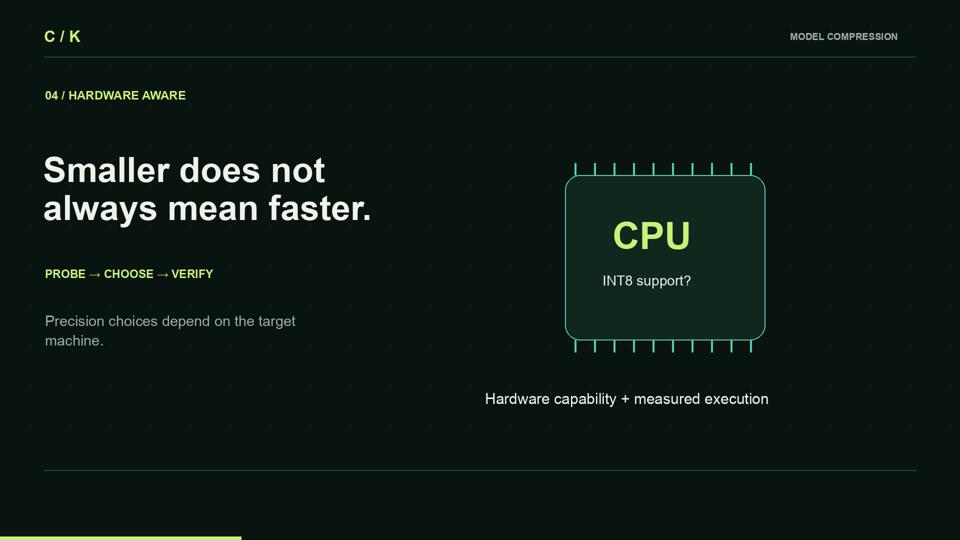 C / K
MODEL COMPRESSION
04 / HARDWARE AWARE
Smaller does not
always mean faster.
PROBE → CHOOSE → VERIFY
Precision choices depend on the target
machine.
CPU
INT8 support?
Hardware capability + measured execution